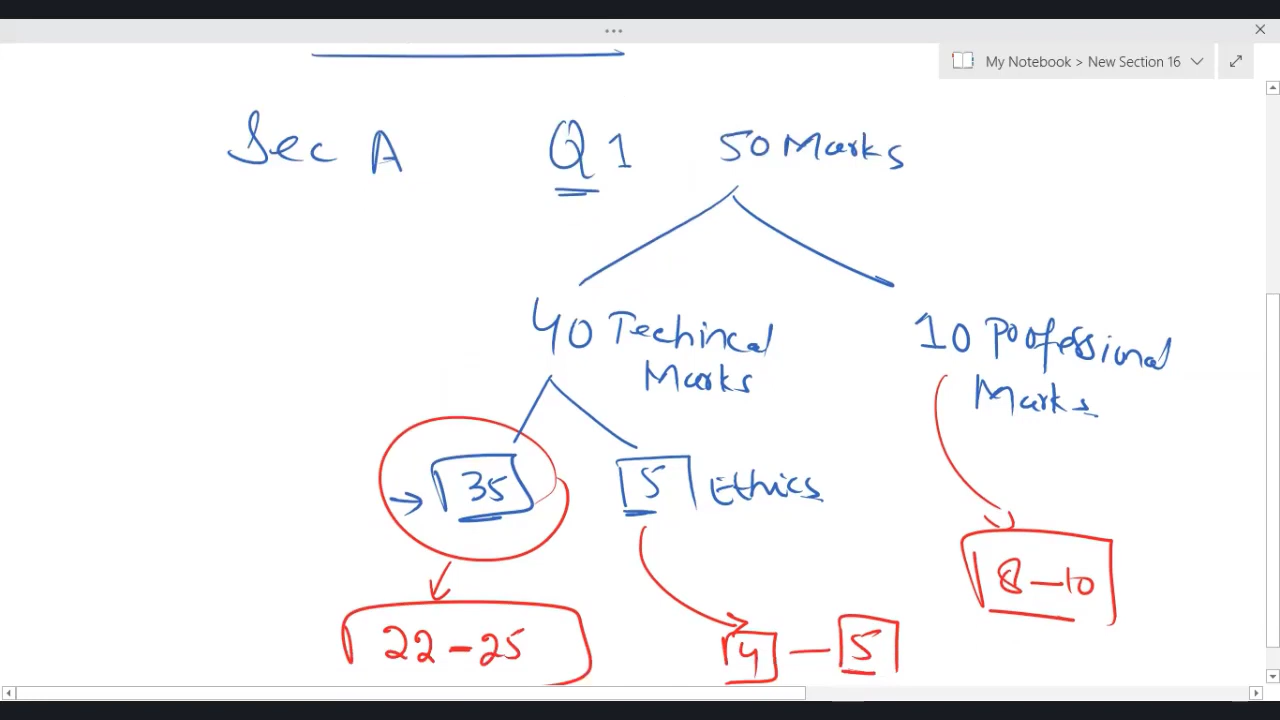 ...
My Notebook > New Section 16
Sec A Q1 50 Marks
40 Techincal
Marks
10 Poofessional
Marks
35 5 Ethics
8-10
22-25 4-5